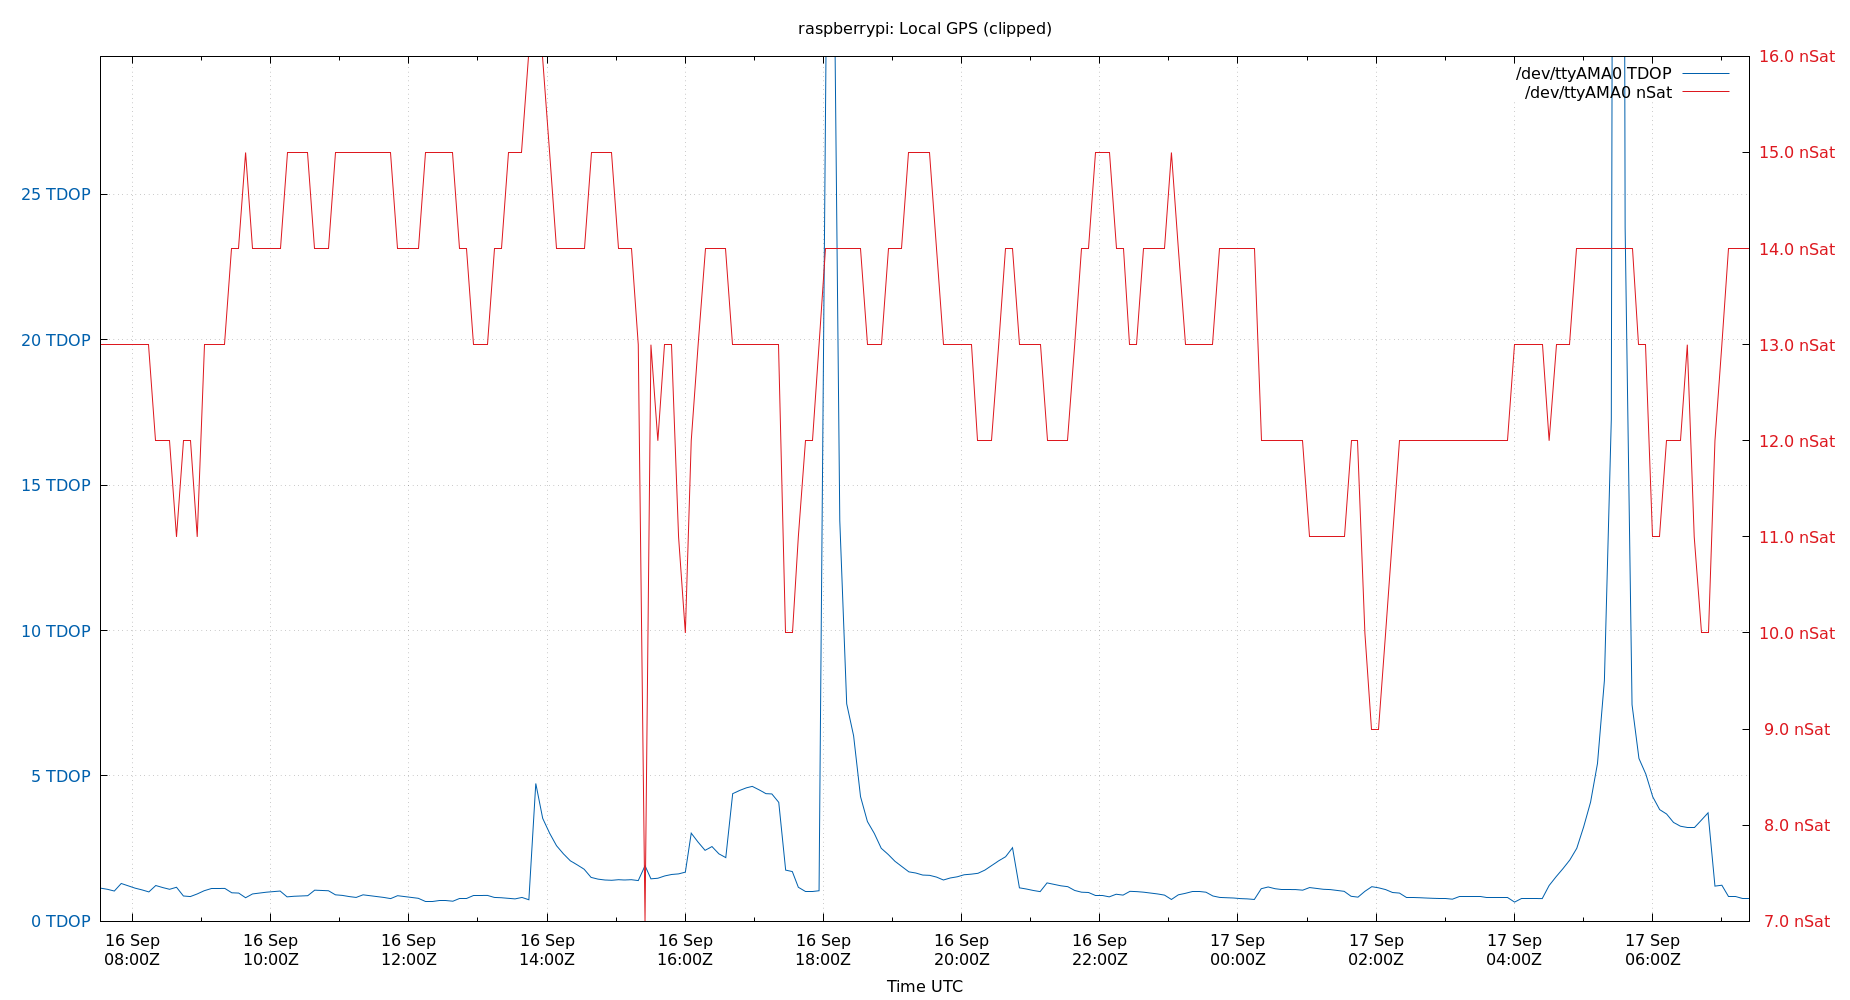 raspberrypi: Local GPS (clipped)
16.0 nSat
/dev/ttyAMA0 TDOP
/dev/ttyAMA0 nSat
15.0 nSat
25 TDOP
14.0 nSat
20 TDOP
13.0 nSat
12.0 nSat
15 TDOP
11.0 nSat
10 TDOP
10.0 nSat
9.0 nSat
5 TDOP
8.0 nSat
0 TDOP
7.0 nSat
16 Sep 16 Sep 16 Sep 16 Sep 16 Sep 16 Sep 16 Sep 16 Sep 17 Sep 17 Sep 17 Sep 17 Sep
08:00Z 10:00Z 12:00Z 14:00Z 16:00Z 18:00Z 20:00Z 22:00Z 00:00Z 02:00Z 04:00Z 06:00Z
Time UTC